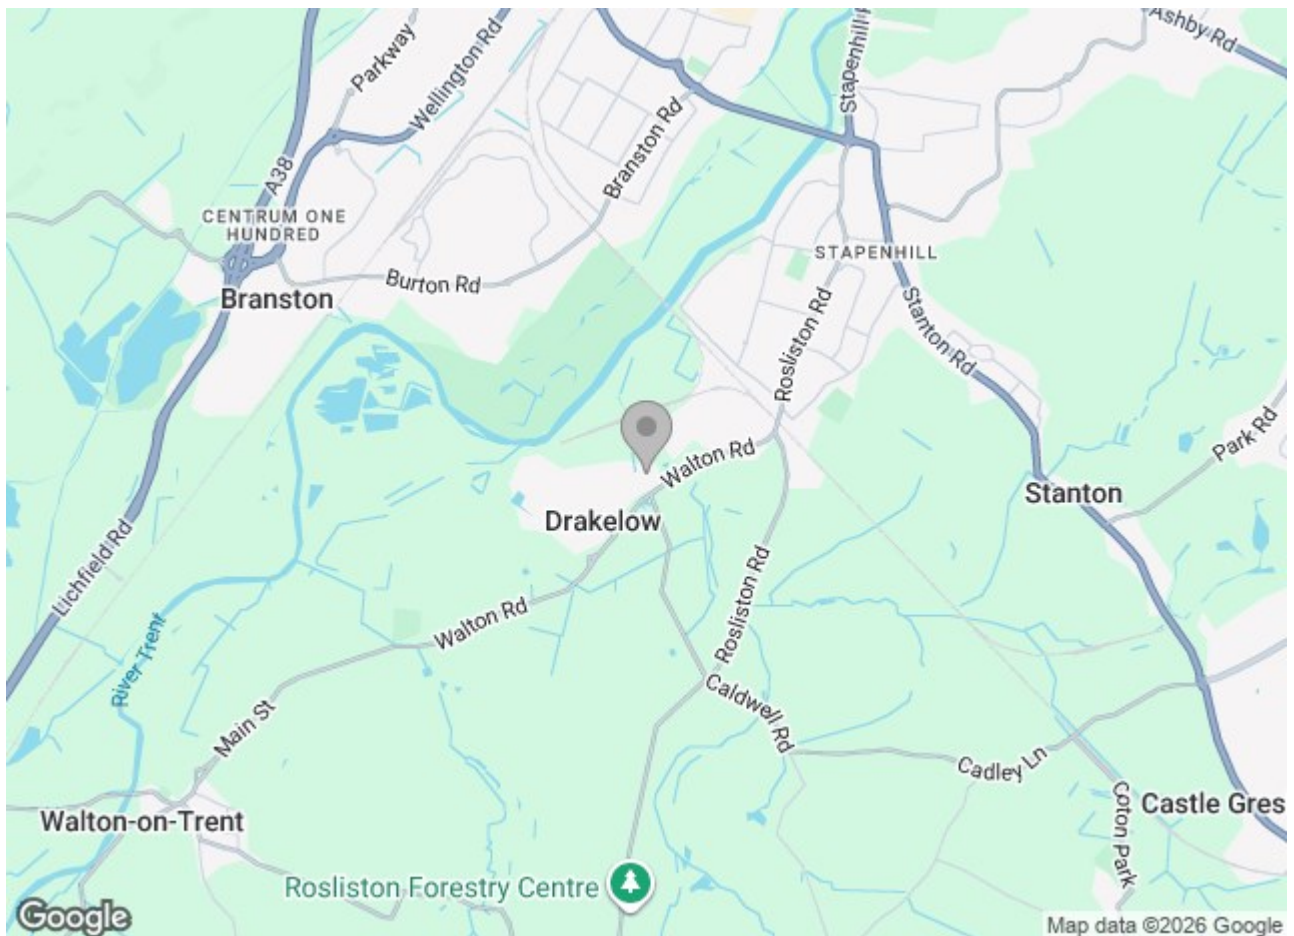 Ashby Rd
Parkway
Wellington Rd
Stapenhill R
Branston Rd
A38
CENTRUM ONE
HUNDRED
STAPENHILL
Burton Rd
Branston
Rosliston Rd
Stanton Rd
Park Rd
Walton Rd
Stanton
Drakelow
Lichfield Rd
Rosliston Rd
Walton Rd
River Trent
Caldwell Rd
Main St
Cadley Ln
Coton Park
Castle Gres
Walton-on-Trent
Rosliston Forestry Centre
Google
Map data ©2026 Google